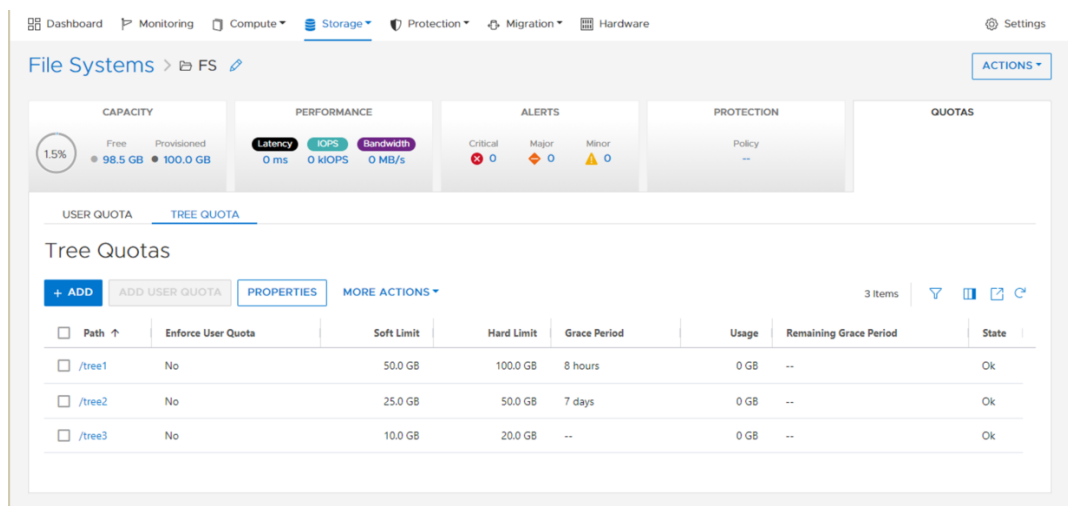 Dashboard Monitoring Compute Storage Protection Migration Hardware Settings
File Systems > FS ACTIONS
CAPACITY PERFORMANCE ALERTS PROTECTION QUOTAS
1.5% Free Provisioned Latency IOPS Bandwidth Critical Major Minor Policy
98.5 GB 100.0 GB 0 ms 0 kIOPS 0 MB/s 0 0 0 --
USER QUOTA TREE QUOTA
Tree Quotas
+ ADD ADD USER QUOTA PROPERTIES MORE ACTIONS 3 Items
Path ↑ Enforce User Quota Soft Limit Hard Limit Grace Period Usage Remaining Grace Period State
/tree1 No 50.0 GB 100.0 GB 8 hours 0 GB -- Ok
/tree2 No 25.0 GB 50.0 GB 7 days 0 GB -- Ok
/tree3 No 10.0 GB 20.0 GB -- 0 GB -- Ok